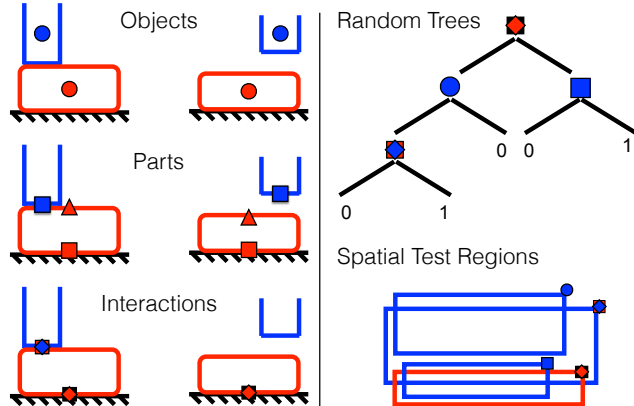 Objects
Parts
Interactions
Random Trees
0
0
1
0
1
Spatial Test Regions